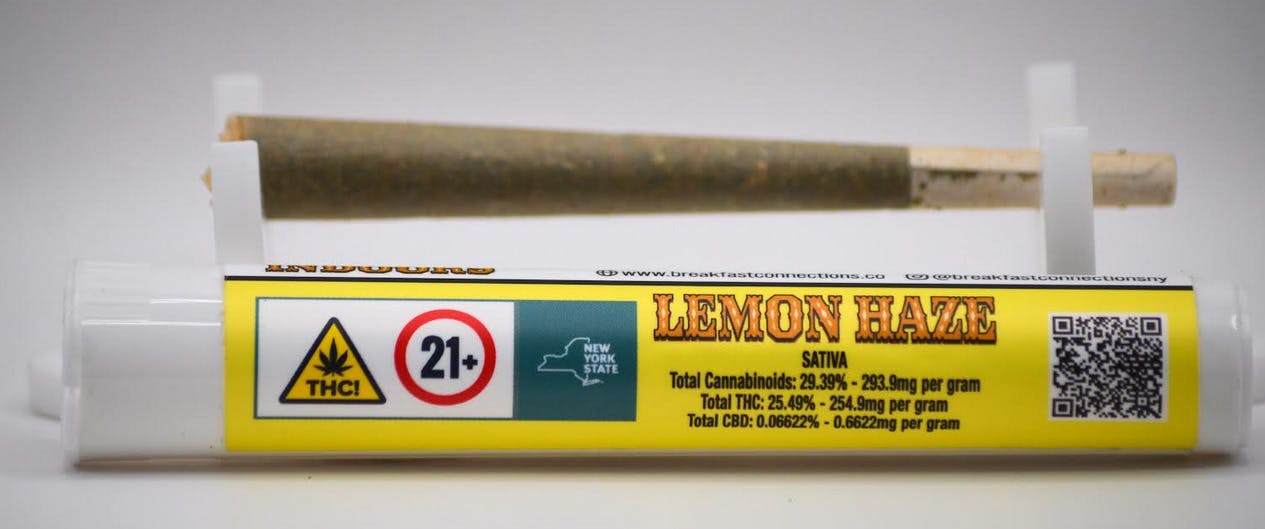 INDOORS
www.breakfastconnections.co @breakfastconnectionsny
THC!
21+
NEW
YORK
STATE
LEMON HAZE
SATIVA
Total Cannabinoids: 29.39% - 293.9mg per gram
Total THC: 25.49% - 254.9mg per gram
Total CBD: 0.06622% - 0.6622mg per gram